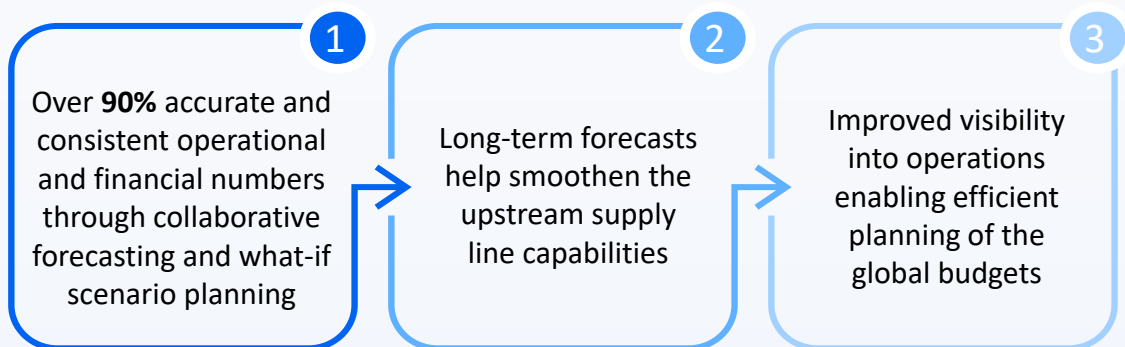 1
Over 90% accurate and
consistent operational
and financial numbers
through collaborative
forecasting and what-if
scenario planning
2
Long-term forecasts
help smoothen the
upstream supply
line capabilities
3
Improved visibility
into operations
enabling efficient
planning of the
global budgets